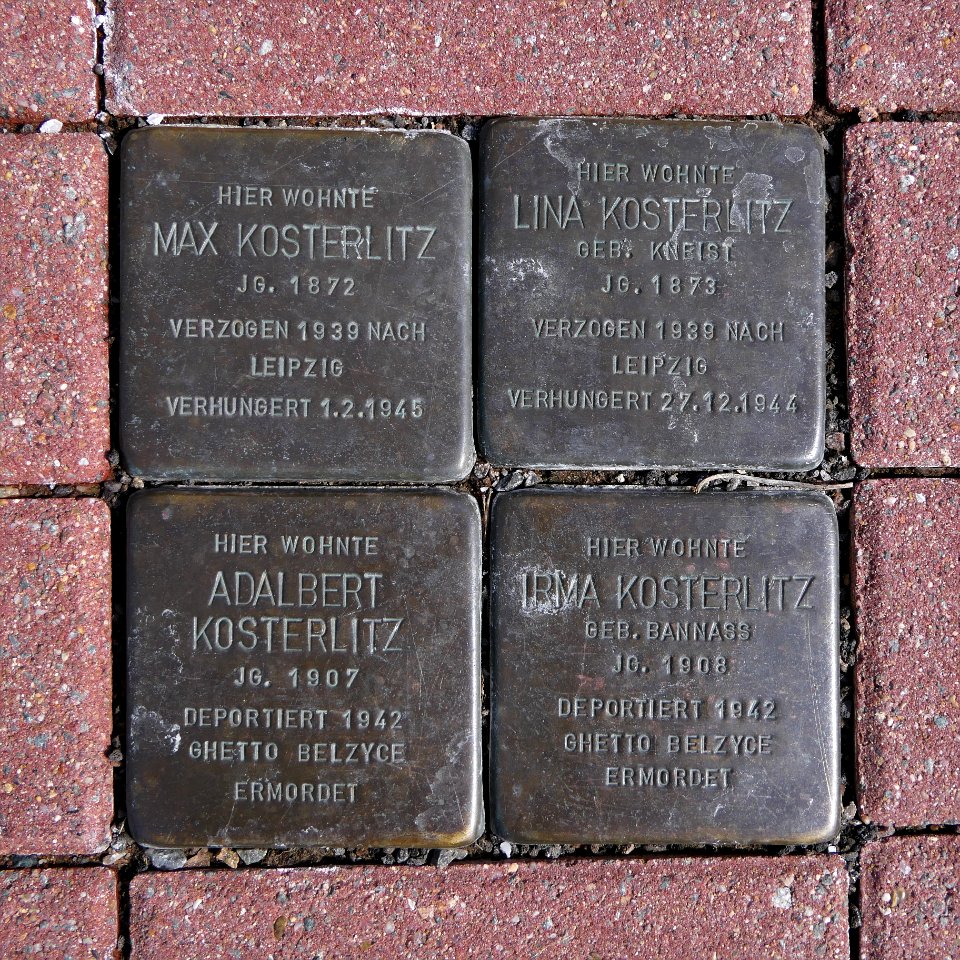 HIER WOHNTE
MAX KOSTERLITZ
JG. 1872
VERZOGEN 1939 NACH
LEIPZIG
VERHUNGERT 1.2.1945
HIER WOHNTE
LINA KOSTERLITZ
GEB. KNEIST
JG. 1873
VERZOGEN 1939 NACH
LEIPZIG
VERHUNGERT 27.12.1944
HIER WOHNTE
ADALBERT
KOSTERLITZ
JG. 1907
DEPORTIERT 1942
GHETTO BELZYCE
ERMORDET
HIER WOHNTE
IRMA KOSTERLITZ
GEB. BANNASS
JG. 1908
DEPORTIERT 1942
GHETTO BELZYCE
ERMORDET